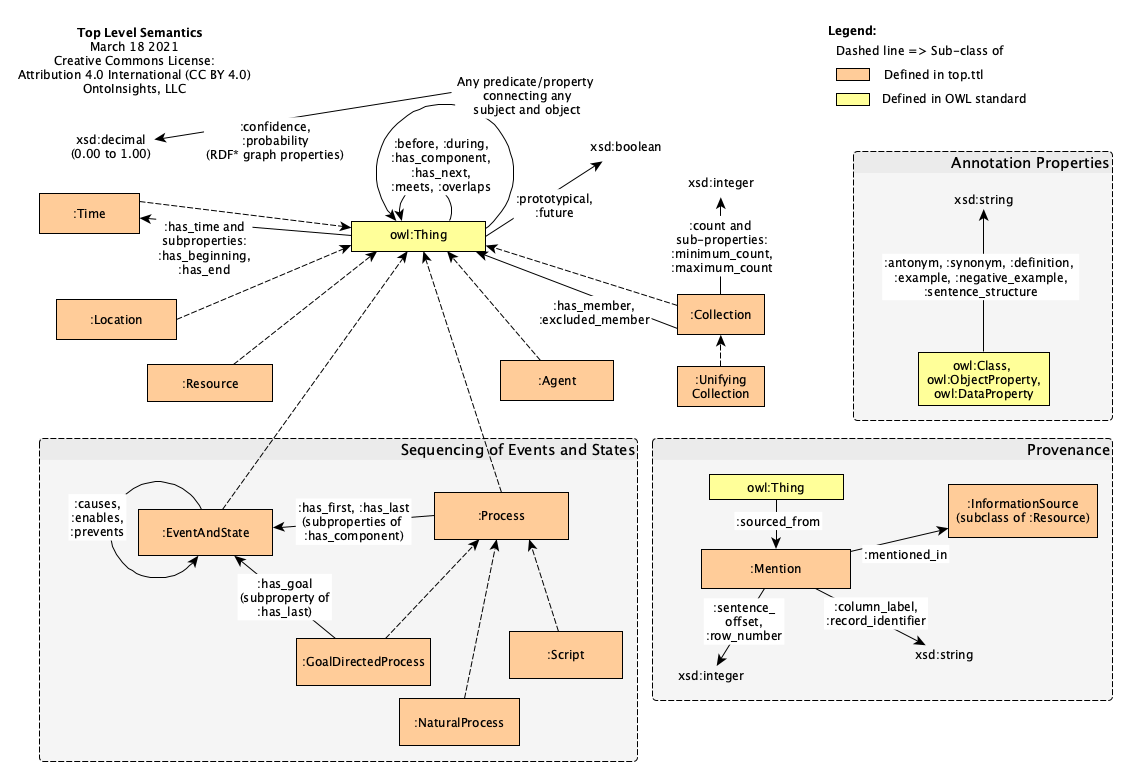 Top Level Semantics
March 18 2021
Creative Commons License:
Attribution 4.0 International (CC BY 4.0)
OntoInsights, LLC
Legend:
Dashed line => Sub-class of
Defined in top.ttl
Defined in OWL standard
Any predicate/property
connecting any
subject and object
:confidence,
:probability
(RDF* graph properties)
xsd:decimal
(0.00 to 1.00)
:before, :during,
:has_component,
:has_next,
:meets, :overlaps
xsd:boolean
:prototypical,
:future
xsd:integer
:count and
sub-properties:
:minimum_count,
:maximum_count
:Time
:has_time and
subproperties:
:has_beginning,
:has_end
owl:Thing
:Location
:Resource
:Agent
:has_member,
:excluded_member
:Collection
:Unifying
Collection
Annotation Properties
xsd:string
:antonym, :synonym, :definition,
:example, :negative_example,
:sentence_structure
owl:Class,
owl:ObjectProperty,
owl:DataProperty
Sequencing of Events and States
:causes,
:enables,
:prevents
:EventAndState
:has_first, :has_last
(subproperties of
:has_component)
:Process
:has_goal
(subproperty of
:has_last)
:GoalDirectedProcess
:Script
:NaturalProcess
Provenance
owl:Thing
:sourced_from
:InformationSource
(subclass of :Resource)
:mentioned_in
:Mention
:sentence_
offset,
:row_number
:column_label,
:record_identifier
xsd:string
xsd:integer